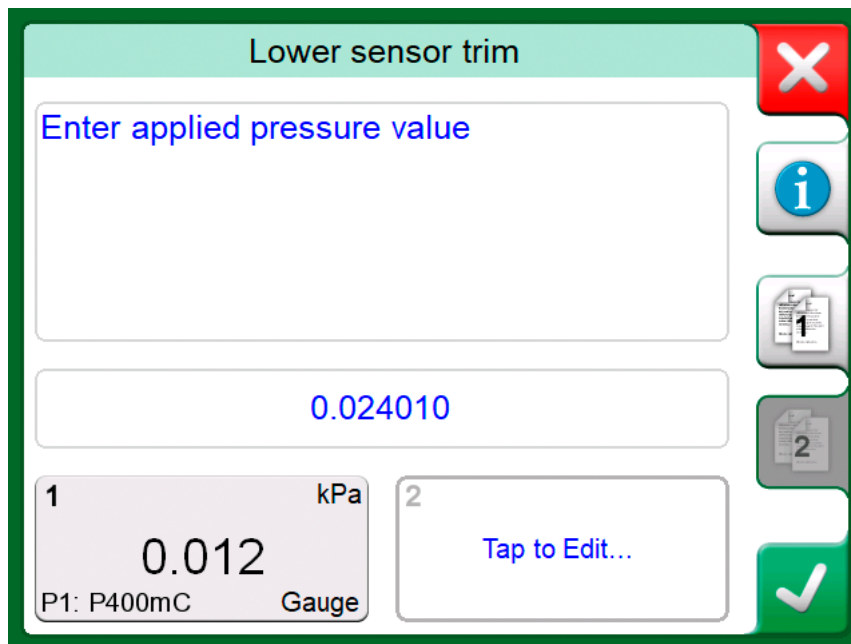 Lower sensor trim
Enter applied pressure value
0.024010
1 kPa
0.012
P1: P400mC Gauge
2
Tap to Edit...
i
1
2